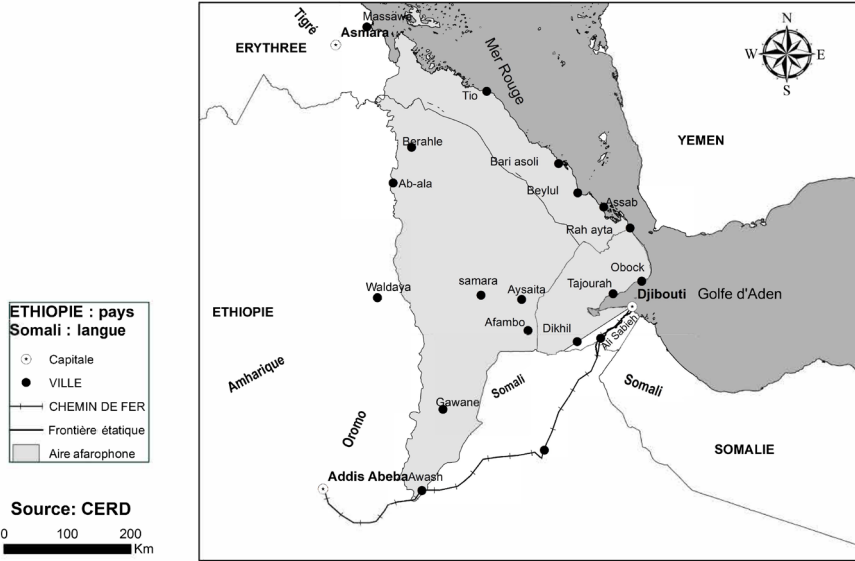 Massawa
Tigré
Asmara
ERYTHREE
N
W
E
S
Mer Rouge
Tio
YEMEN
Berahle
Bari asoli
Ab-ala
Beylul
Assab
Rah ayta
Obock
Waldaya
samara
Aysaita
Tajourah
Djibouti
Golfe d'Aden
ETHIOPIE
Afambo
Dikhil
Ali Sabieh
Amharique
Somali
Somali
Gawane
Oromo
SOMALIE
Addis Abeba
Awash
ETHIOPIE : pays
Somali : langue
Capitale
VILLE
CHEMIN DE FER
Frontière étatique
Aire afarophone
Source: CERD
0 100 200
Km